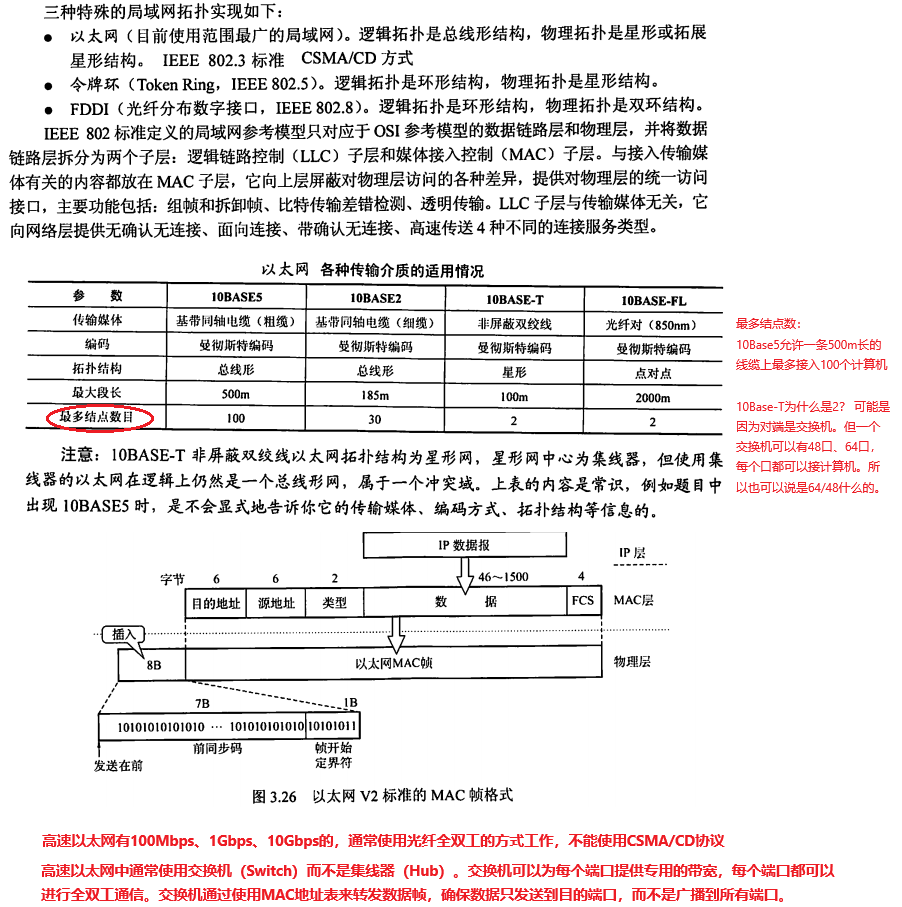 三种特殊的局域网拓扑实现如下：
● 以太网（目前使用范围最广的局域网）。逻辑拓扑是总线形结构，物理拓扑是星形或拓展
星形结构。 IEEE 802.3 标准 CSMA/CD 方式
● 令牌环（Token Ring，IEEE 802.5）。逻辑拓扑是环形结构，物理拓扑是星形结构。
● FDDI（光纤分布数字接口，IEEE 802.8）。逻辑拓扑是环形结构，物理拓扑是双环结构。
IEEE 802 标准定义的局域网参考模型只对应于 OSI 参考模型的数据链路层和物理层，并将数据
链路层拆分为两个子层：逻辑链路控制（LLC）子层和媒体接入控制（MAC）子层。与接入传输媒
体有关的内容都放在 MAC 子层，它向上层屏蔽对物理层访问的各种差异，提供对物理层的统一访问
接口，主要功能包括：组帧和拆卸帧、比特传输差错检测、透明传输。LLC 子层与传输媒体无关，它
向网络层提供无确认无连接、面向连接、带确认无连接、高速传送 4 种不同的连接服务类型。
以太网 各种传输介质的适用情况
参 数 10BASE5 10BASE2 10BASE-T 10BASE-FL
传输媒体 基带同轴电缆（粗缆） 基带同轴电缆（细缆） 非屏蔽双绞线 光纤对（850nm）
编码 曼彻斯特编码 曼彻斯特编码 曼彻斯特编码 曼彻斯特编码
拓扑结构 总线形 总线形 星形 点对点
最大段长 500m 185m 100m 2000m
最多结点数目 100 30 2 2
最多结点数：
10Base5允许一条500m长的
线缆上最多接入100个计算机
10Base-T为什么是2？ 可能是
因为对端是交换机。但一个
交换机可以有48口、64口，
每个口都可以接计算机。所
以也可以说是64/48什么的。
注意：10BASE-T 非屏蔽双绞线以太网拓扑结构为星形网，星形网中心为集线器，但使用集
线器的以太网在逻辑上仍然是一个总线形网，属于一个冲突域。上表的内容是常识，例如题目中
出现 10BASE5 时，是不会显式地告诉你它的传输媒体、编码方式、拓扑结构等信息的。
IP 数据报
IP 层
字节 6 6 2 46～1500 4
目的地址 源地址 类型 数 据 FCS
MAC层
插入
8B
以太网MAC帧
物理层
7B 1B
10101010101010 ··· 101010101010 10101011
前同步码
帧开始
定界符
发送在前
图 3.26 以太网 V2 标准的 MAC 帧格式
高速以太网有100Mbps、1Gbps、10Gbps的，通常使用光纤全双工的方式工作，不能使用CSMA/CD协议
高速以太网中通常使用交换机（Switch）而不是集线器（Hub）。交换机可以为每个端口提供专用的带宽，每个端口都可以
进行全双工通信。交换机通过使用MAC地址表来转发数据帧，确保数据只发送到目的端口，而不是广播到所有端口。